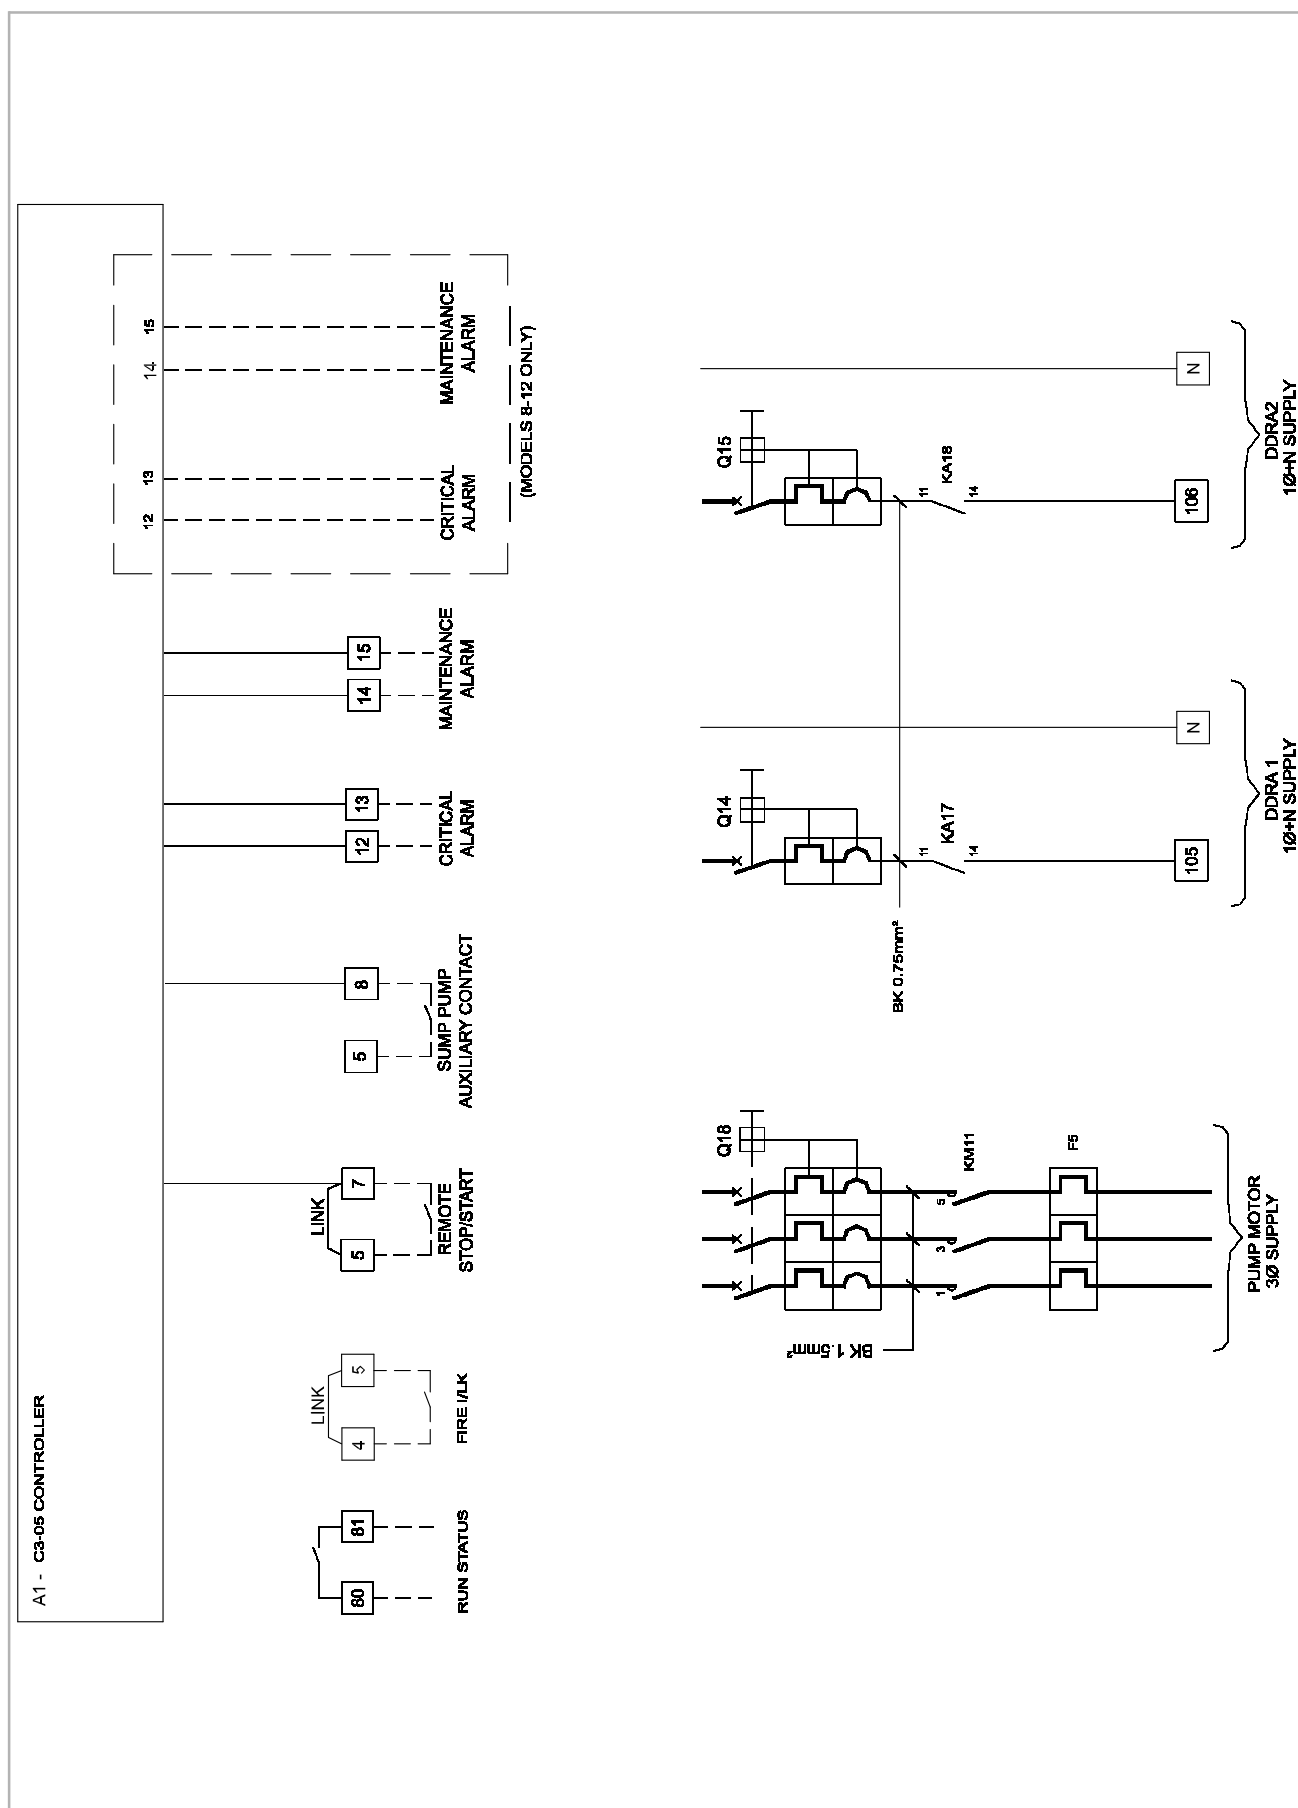 A1 - C3-05 CONTROLLER
80
81
RUN STATUS
LINK
4
5
FIRE I/LK
LINK
5
7
REMOTE
STOP/START
5
8
SUMP PUMP
AUXILIARY CONTACT
12
13
CRITICAL
ALARM
14
15
MAINTENANCE
ALARM
12
13
CRITICAL
ALARM
14
15
MAINTENANCE
ALARM
(MODELS 8-12 ONLY)
BK 1.5mm²
Q18
1
3
5
KM11
F5
PUMP MOTOR
3Ø SUPPLY
BK 0.75mm²
Q14
11
KA17
14
105
N
DDRA 1
1Ø+N SUPPLY
Q15
11
KA18
14
106
N
DDRA2
1Ø+N SUPPLY